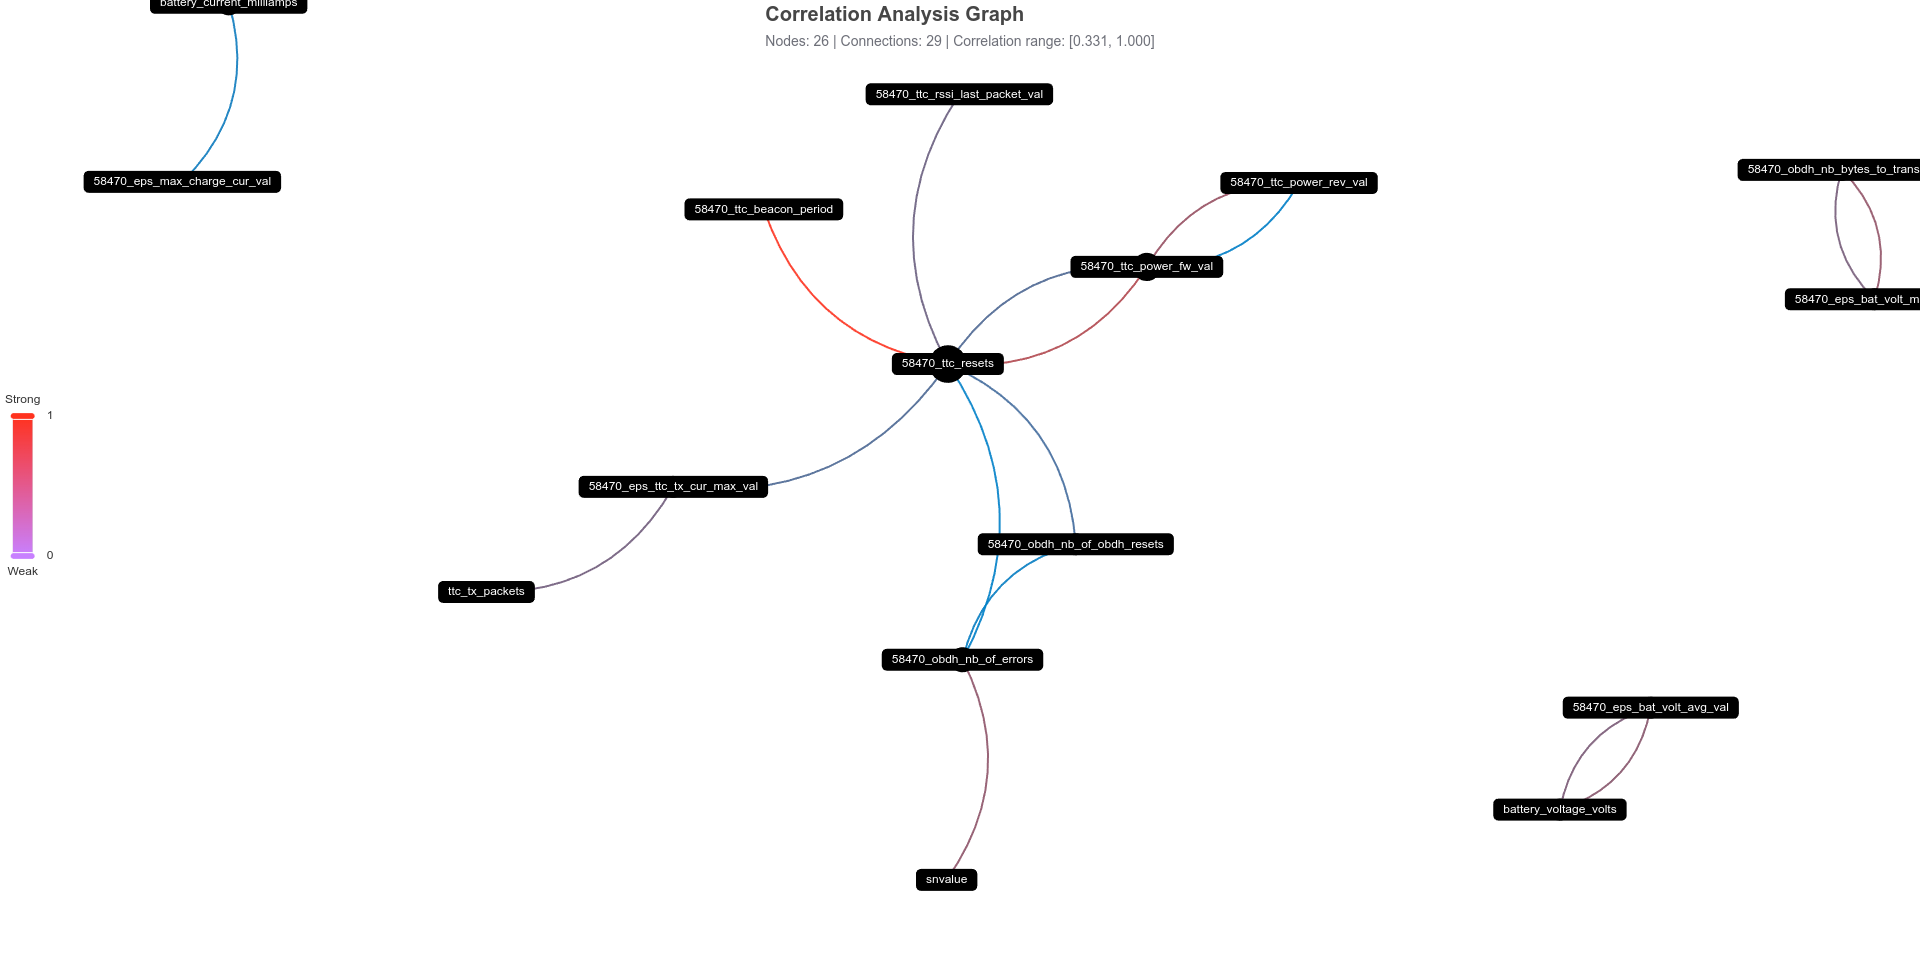 battery_current_milliamps
Correlation Analysis Graph
Nodes: 26 | Connections: 29 | Correlation range: [0.331, 1.000]
58470_ttc_rssi_last_packet_val
58470_eps_max_charge_cur_val
58470_ttc_power_rev_val
58470_obdh_nb_bytes_to_trans
58470_ttc_beacon_period
58470_ttc_power_fw_val
58470_eps_bat_volt_m
58470_ttc_resets
Strong
1
0
Weak
58470_eps_ttc_tx_cur_max_val
58470_obdh_nb_of_obdh_resets
ttc_tx_packets
58470_obdh_nb_of_errors
58470_eps_bat_volt_avg_val
battery_voltage_volts
snvalue